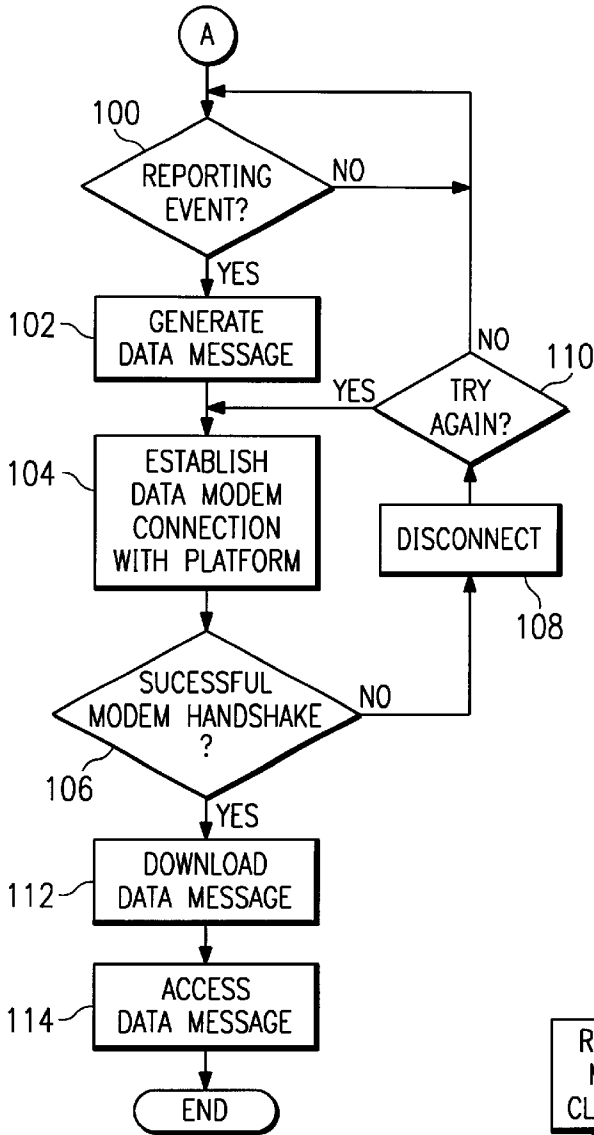 A
100
REPORTING
EVENT?
NO
YES
102
GENERATE
DATA MESSAGE
NO
110
YES
TRY
AGAIN?
104
ESTABLISH
DATA MODEM
CONNECTION
WITH PLATFORM
DISCONNECT
108
SUCESSFUL
MODEM HANDSHAKE
?
NO
106
YES
112
DOWNLOAD
DATA MESSAGE
114
ACCESS
DATA MESSAGE
END